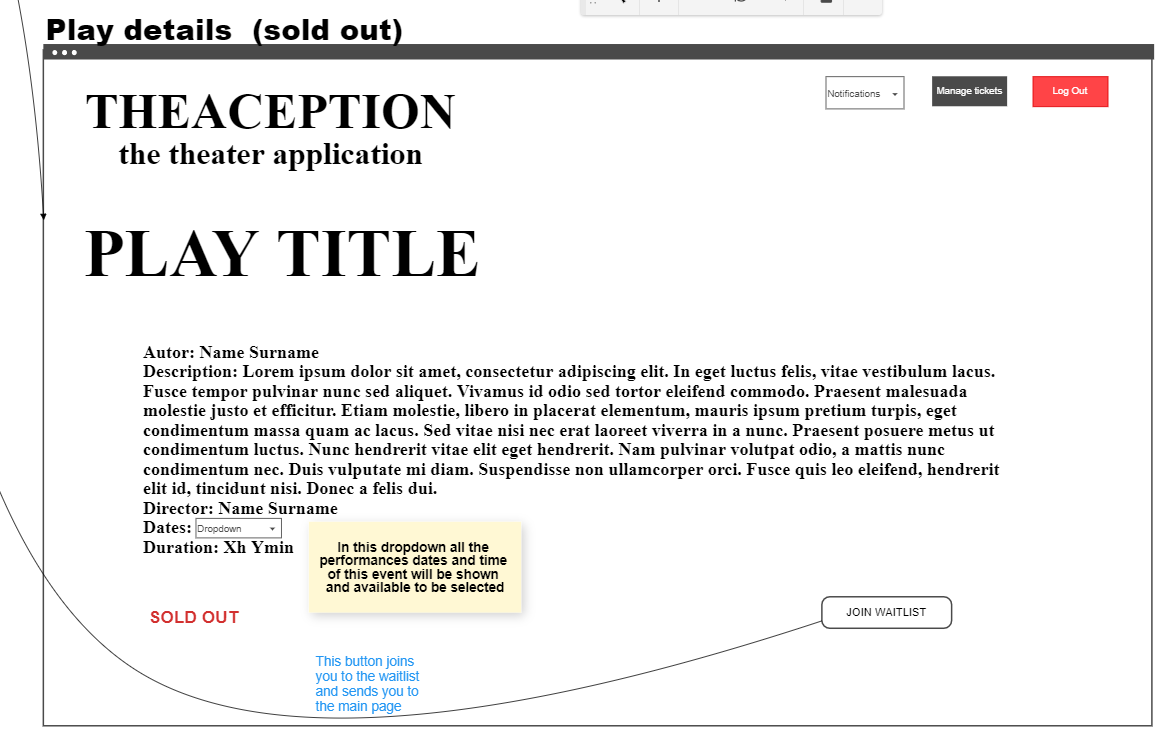 Play details  (sold out)
Notifications
Manage tickets
Log Out
THEACEPTION
the theater application
PLAY TITLE
Autor: Name Surname
Description: Lorem ipsum dolor sit amet, consectetur adipiscing elit. In eget luctus felis, vitae vestibulum lacus.
Fusce tempor pulvinar nunc sed aliquet. Vivamus id odio sed tortor eleifend commodo. Praesent malesuada
molestie justo et efficitur. Etiam molestie, libero in placerat elementum, mauris ipsum pretium turpis, eget
condimentum massa quam ac lacus. Sed vitae nisi nec erat laoreet viverra in a nunc. Praesent posuere metus ut
condimentum luctus. Nunc hendrerit vitae elit eget hendrerit. Nam pulvinar volutpat odio, a mattis nunc
condimentum nec. Duis vulputate mi diam. Suspendisse non ullamcorper orci. Fusce quis leo eleifend, hendrerit
elit id, tincidunt nisi. Donec a felis dui.
Director: Name Surname
Dates: Dropdown
Duration: Xh Ymin
In this dropdown all the
performances dates and time
of this event will be shown
and available to be selected
SOLD OUT
JOIN WAITLIST
This button joins
you to the waitlist
and sends you to
the main page